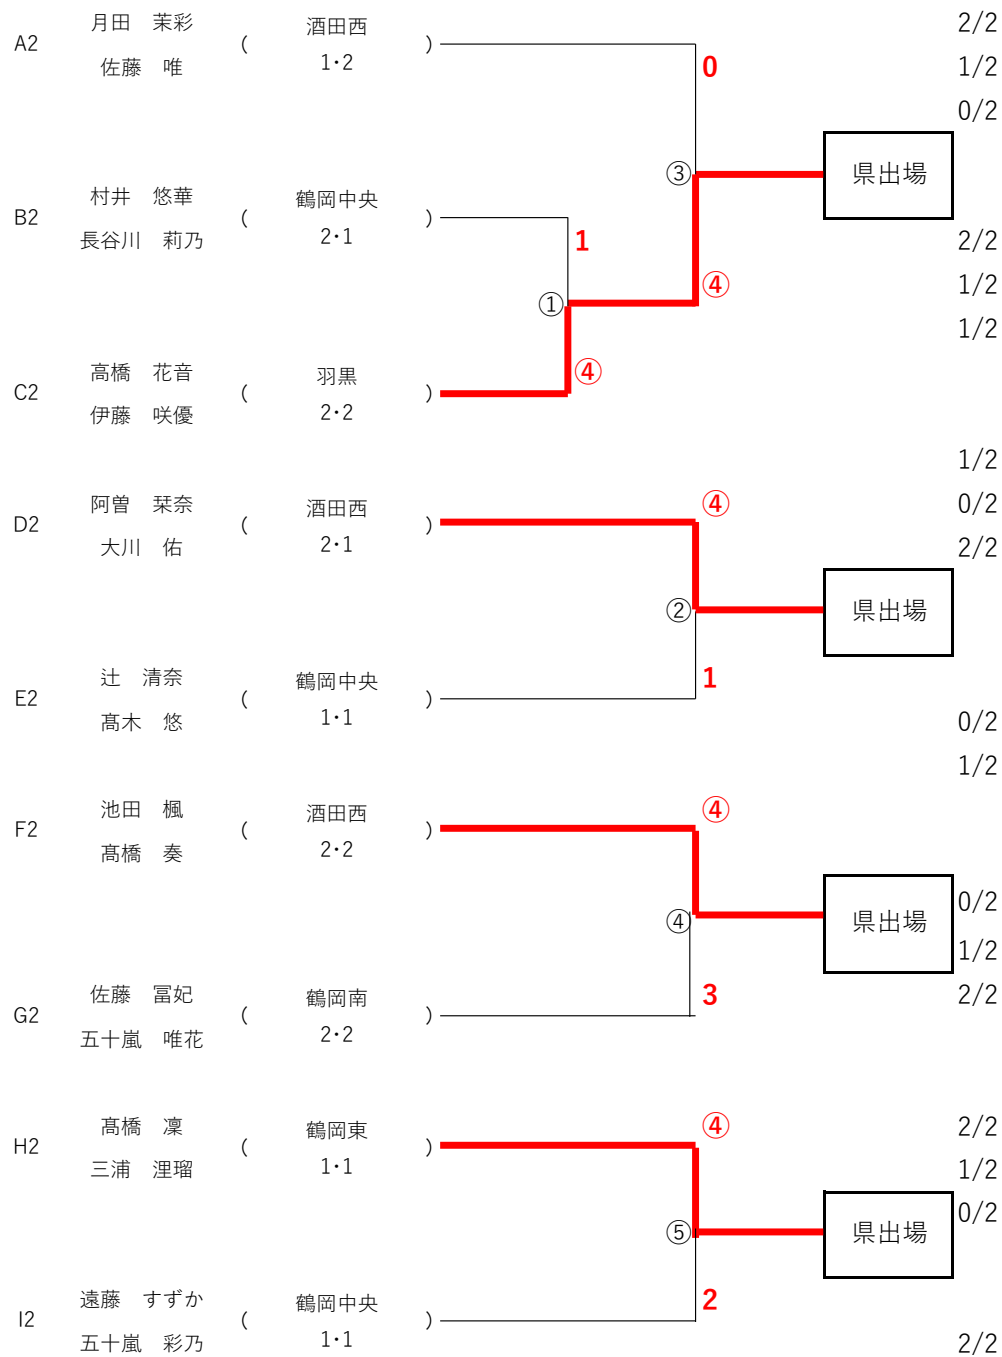 2/2
A2 月田 茉彩 ( 酒田西 )
佐藤 唯 1・2
0
1/2
0/2
③ 県出場
B2 村井 悠華 ( 鶴岡中央 )
長谷川 莉乃 2・1
1
2/2
④
1/2
①
1/2
C2 高橋 花音 ( 羽黒 )
伊藤 咲優 2・2
④
1/2
D2 阿曽 栞奈 ( 酒田西 )
大川 佑 2・1
④
0/2
2/2
② 県出場
E2 辻 清奈 ( 鶴岡中央 )
髙木 悠 1・1
1
0/2
1/2
F2 池田 楓 ( 酒田西 )
髙橋 奏 2・2
④
0/2
④ 県出場
1/2
G2 佐藤 冨妃 ( 鶴岡南 )
五十嵐 唯花 2・2
3
2/2
H2 髙橋 凜 ( 鶴岡東 )
三浦 浬瑠 1・1
④
2/2
1/2
0/2
⑤ 県出場
I2 遠藤 すずか ( 鶴岡中央 )
五十嵐 彩乃 1・1
2
2/2